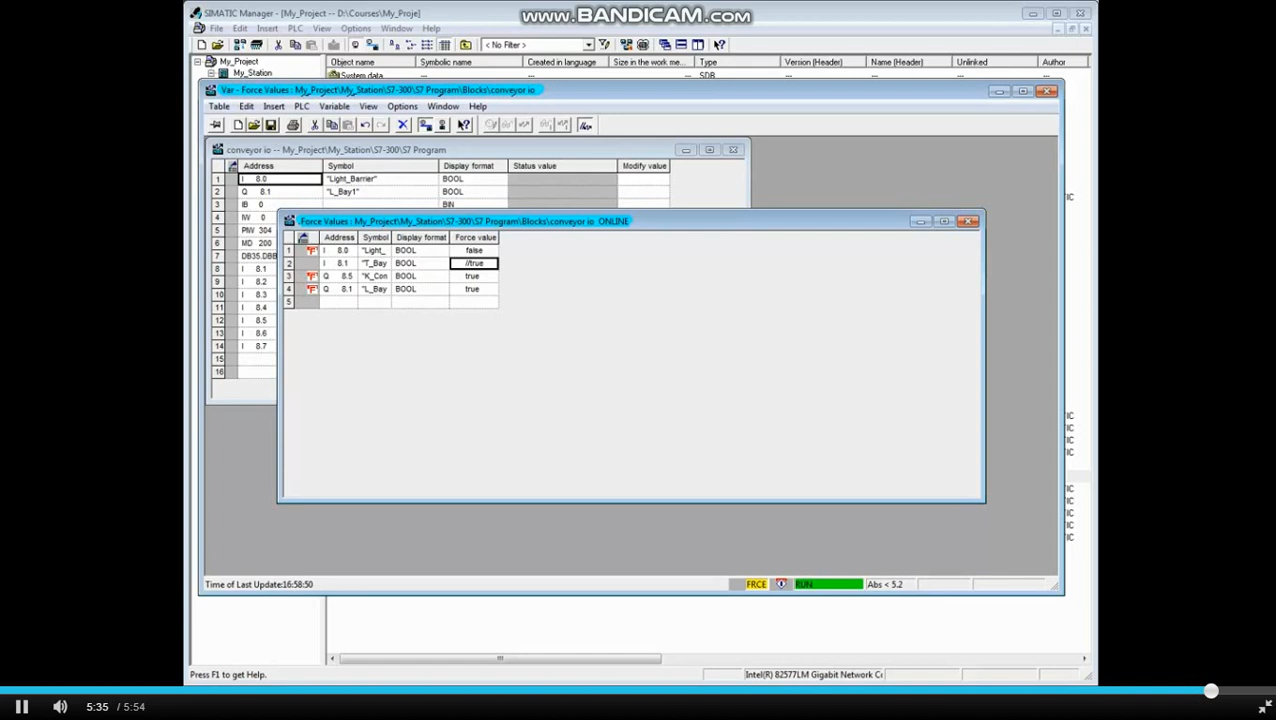 SIMATIC Manager - [My_Project -- D:\Courses\My_Proje]
www.BANDICAM.com
File Edit Insert PLC View Options Window Help
< No Filter >
My_Project
My_Station
Object name Symbolic name Created in language Size in the work me... Type Version (Header) Name (Header) Unlinked Author
System data --- --- --- SDB
Var - Force Values : My_Project\My_Station\S7-300\S7 Program\Blocks\conveyor io
Table Edit Insert PLC Variable View Options Window Help
conveyor io -- My_Project\My_Station\S7-300\S7 Program
Address Symbol Display format Status value Modify value
1 I 8.0 "Light_Barrier" BOOL
2 Q 8.1 "L_Bay1" BOOL
3 IB 0 BIN
4 IW 0
5 PIW 304
6 MD 200
7 DB35.DBB
8 I 8.1
9 I 8.2
10 I 8.3
11 I 8.4
12 I 8.5
13 I 8.6
14 I 8.7
15
16
Force Values : My_Project\My_Station\S7-300\S7 Program\Blocks\conveyor io ONLINE
Address Symbol Display format Force value
1 F I 8.0 "Light_ BOOL false
2 I 8.1 "T_Bay BOOL //true
3 F Q 8.5 "K_Con BOOL true
4 F Q 8.1 "L_Bay BOOL true
5
Time of Last Update:16:58:50
FRCE RUN Abs < 5.2
Press F1 to get Help.
Intel(R) 82577LM Gigabit Network Cc
5:35 / 5:54